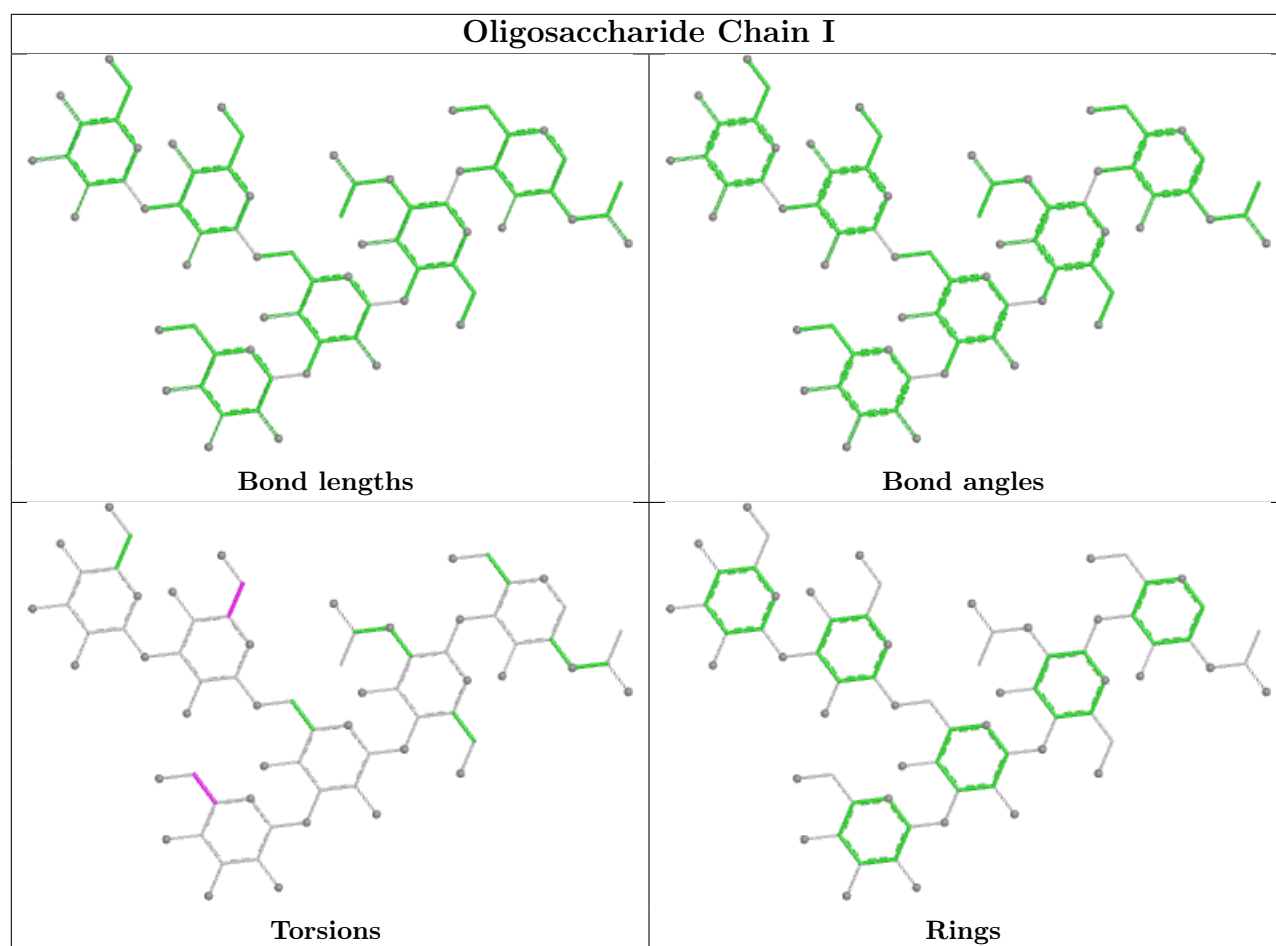 Oligosaccharide Chain I
Bond lengths
Bond angles
Torsions
Rings